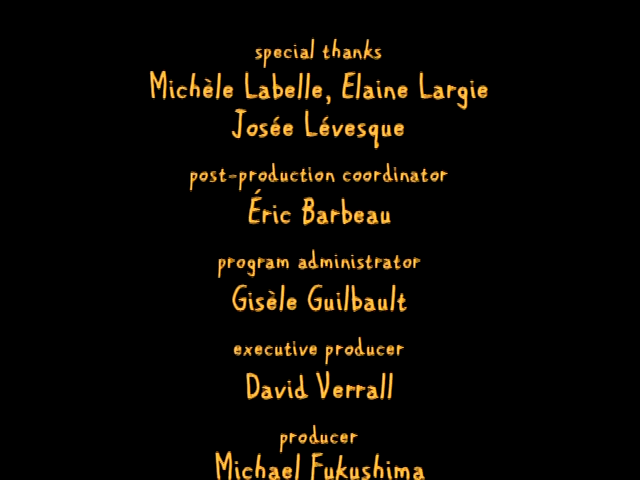 special thanks
Michèle Labelle, Elaine Largie
Josée Lévesque
post-production coordinator
Éric Barbeau
program administrator
Gisèle Guilbault
executive producer
David Verrall
producer
Michael Fukushima